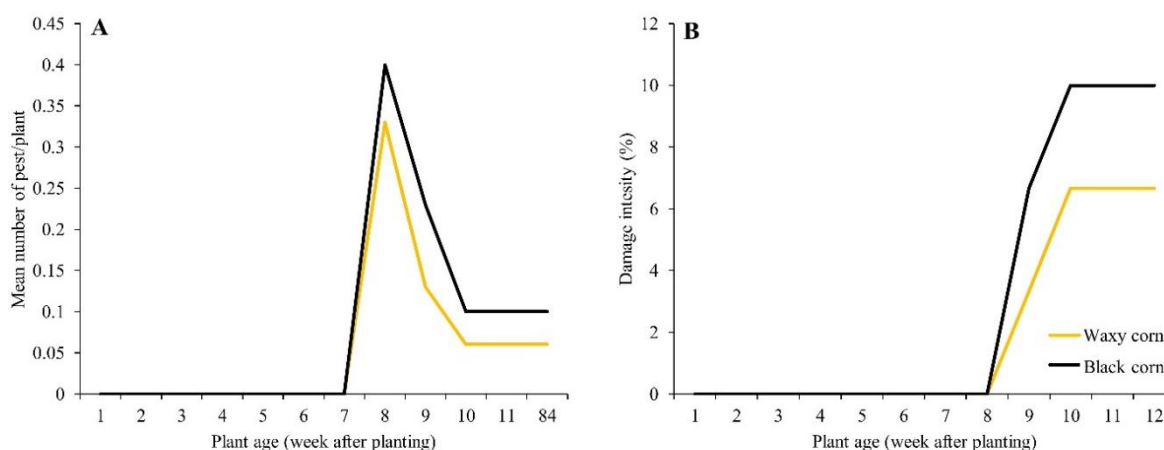 A
Mean number of pest/plant
0.45
0.4
0.35
0.3
0.25
0.2
0.15
0.1
0.05
0
1 2 3 4 5 6 7 8 9 10 11 84
Plant age (week after planting)
B
Damage intesity (%)
12
10
8
6
4
2
0
Waxy corn
Black corn
1 2 3 4 5 6 7 8 9 10 11 12
Plant age (week after planting)